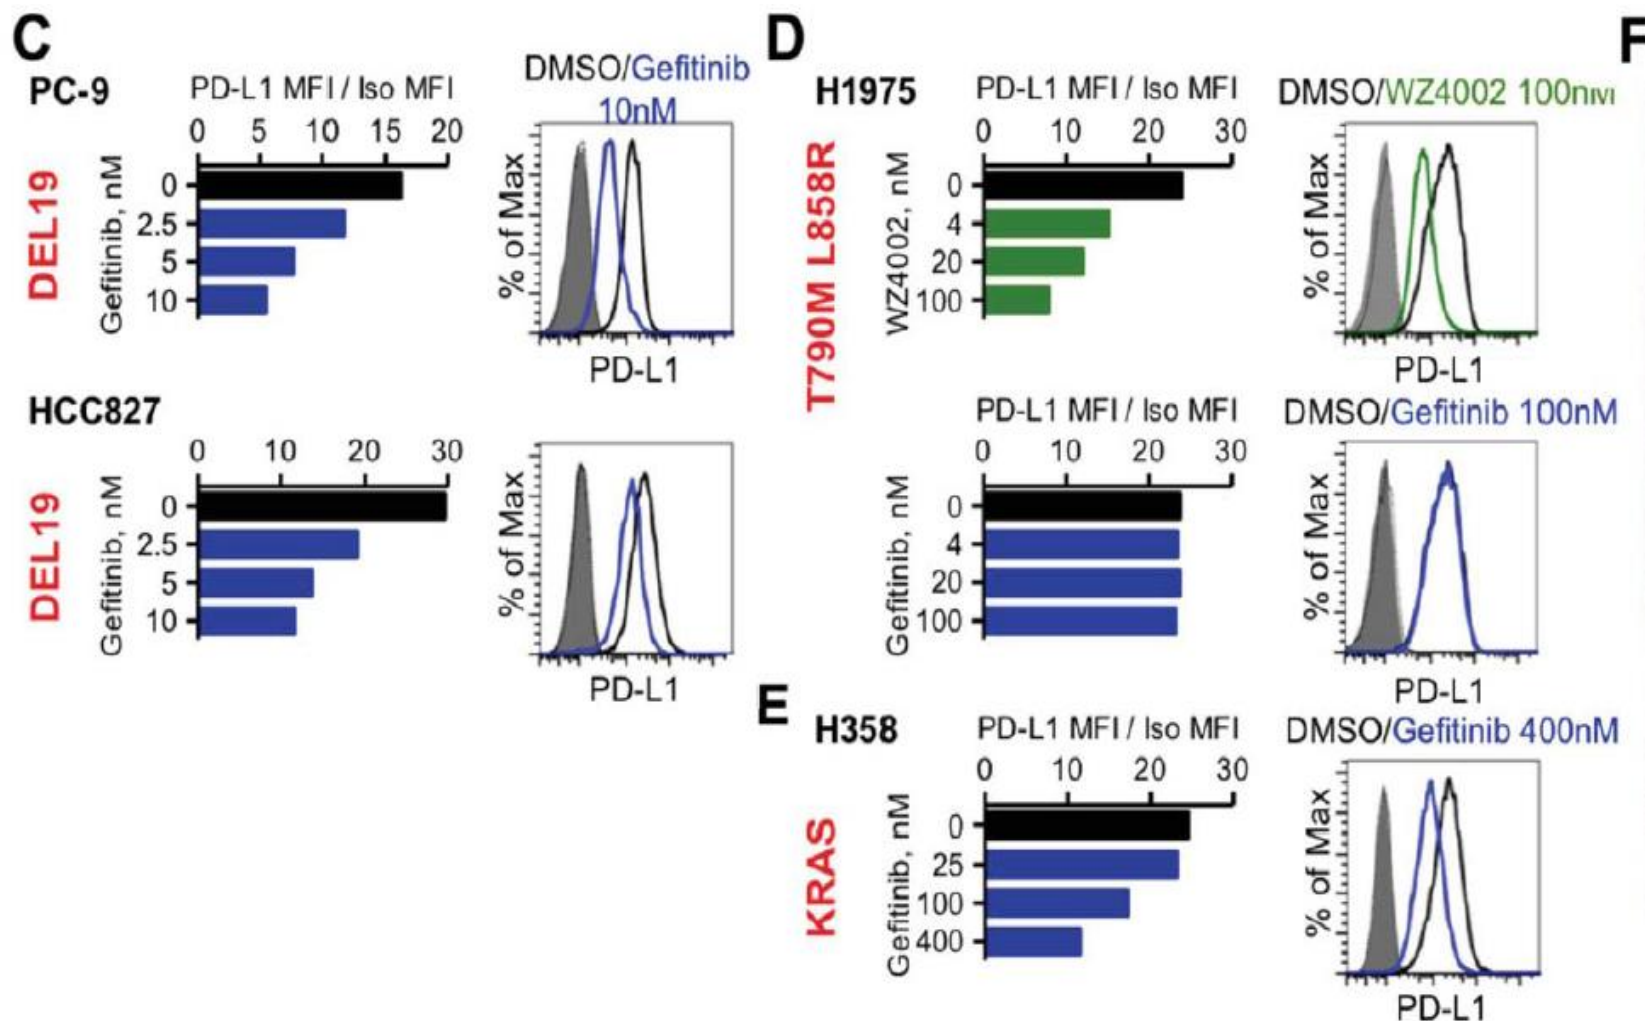 C
PC-9
PD-L1 MFI / Iso MFI
0 5 10 15 20
DEL19
Gefitinib, nM
0
2.5
5
10
DMSO/Gefitinib
10nM
% of Max
PD-L1
HCC827
0 10 20 30
DEL19
Gefitinib, nM
0
2.5
5
10
% of Max
PD-L1
D
H1975
PD-L1 MFI / Iso MFI
0 10 20 30
T790M L858R
WZ4002, nM
0
4
20
100
DMSO/WZ4002 100nM
% of Max
PD-L1
PD-L1 MFI / Iso MFI
0 10 20 30
Gefitinib, nM
0
4
20
100
DMSO/Gefitinib 100nM
% of Max
PD-L1
E
H358
PD-L1 MFI / Iso MFI
0 10 20 30
KRAS
Gefitinib, nM
0
25
100
400
DMSO/Gefitinib 400nM
% of Max
PD-L1
F